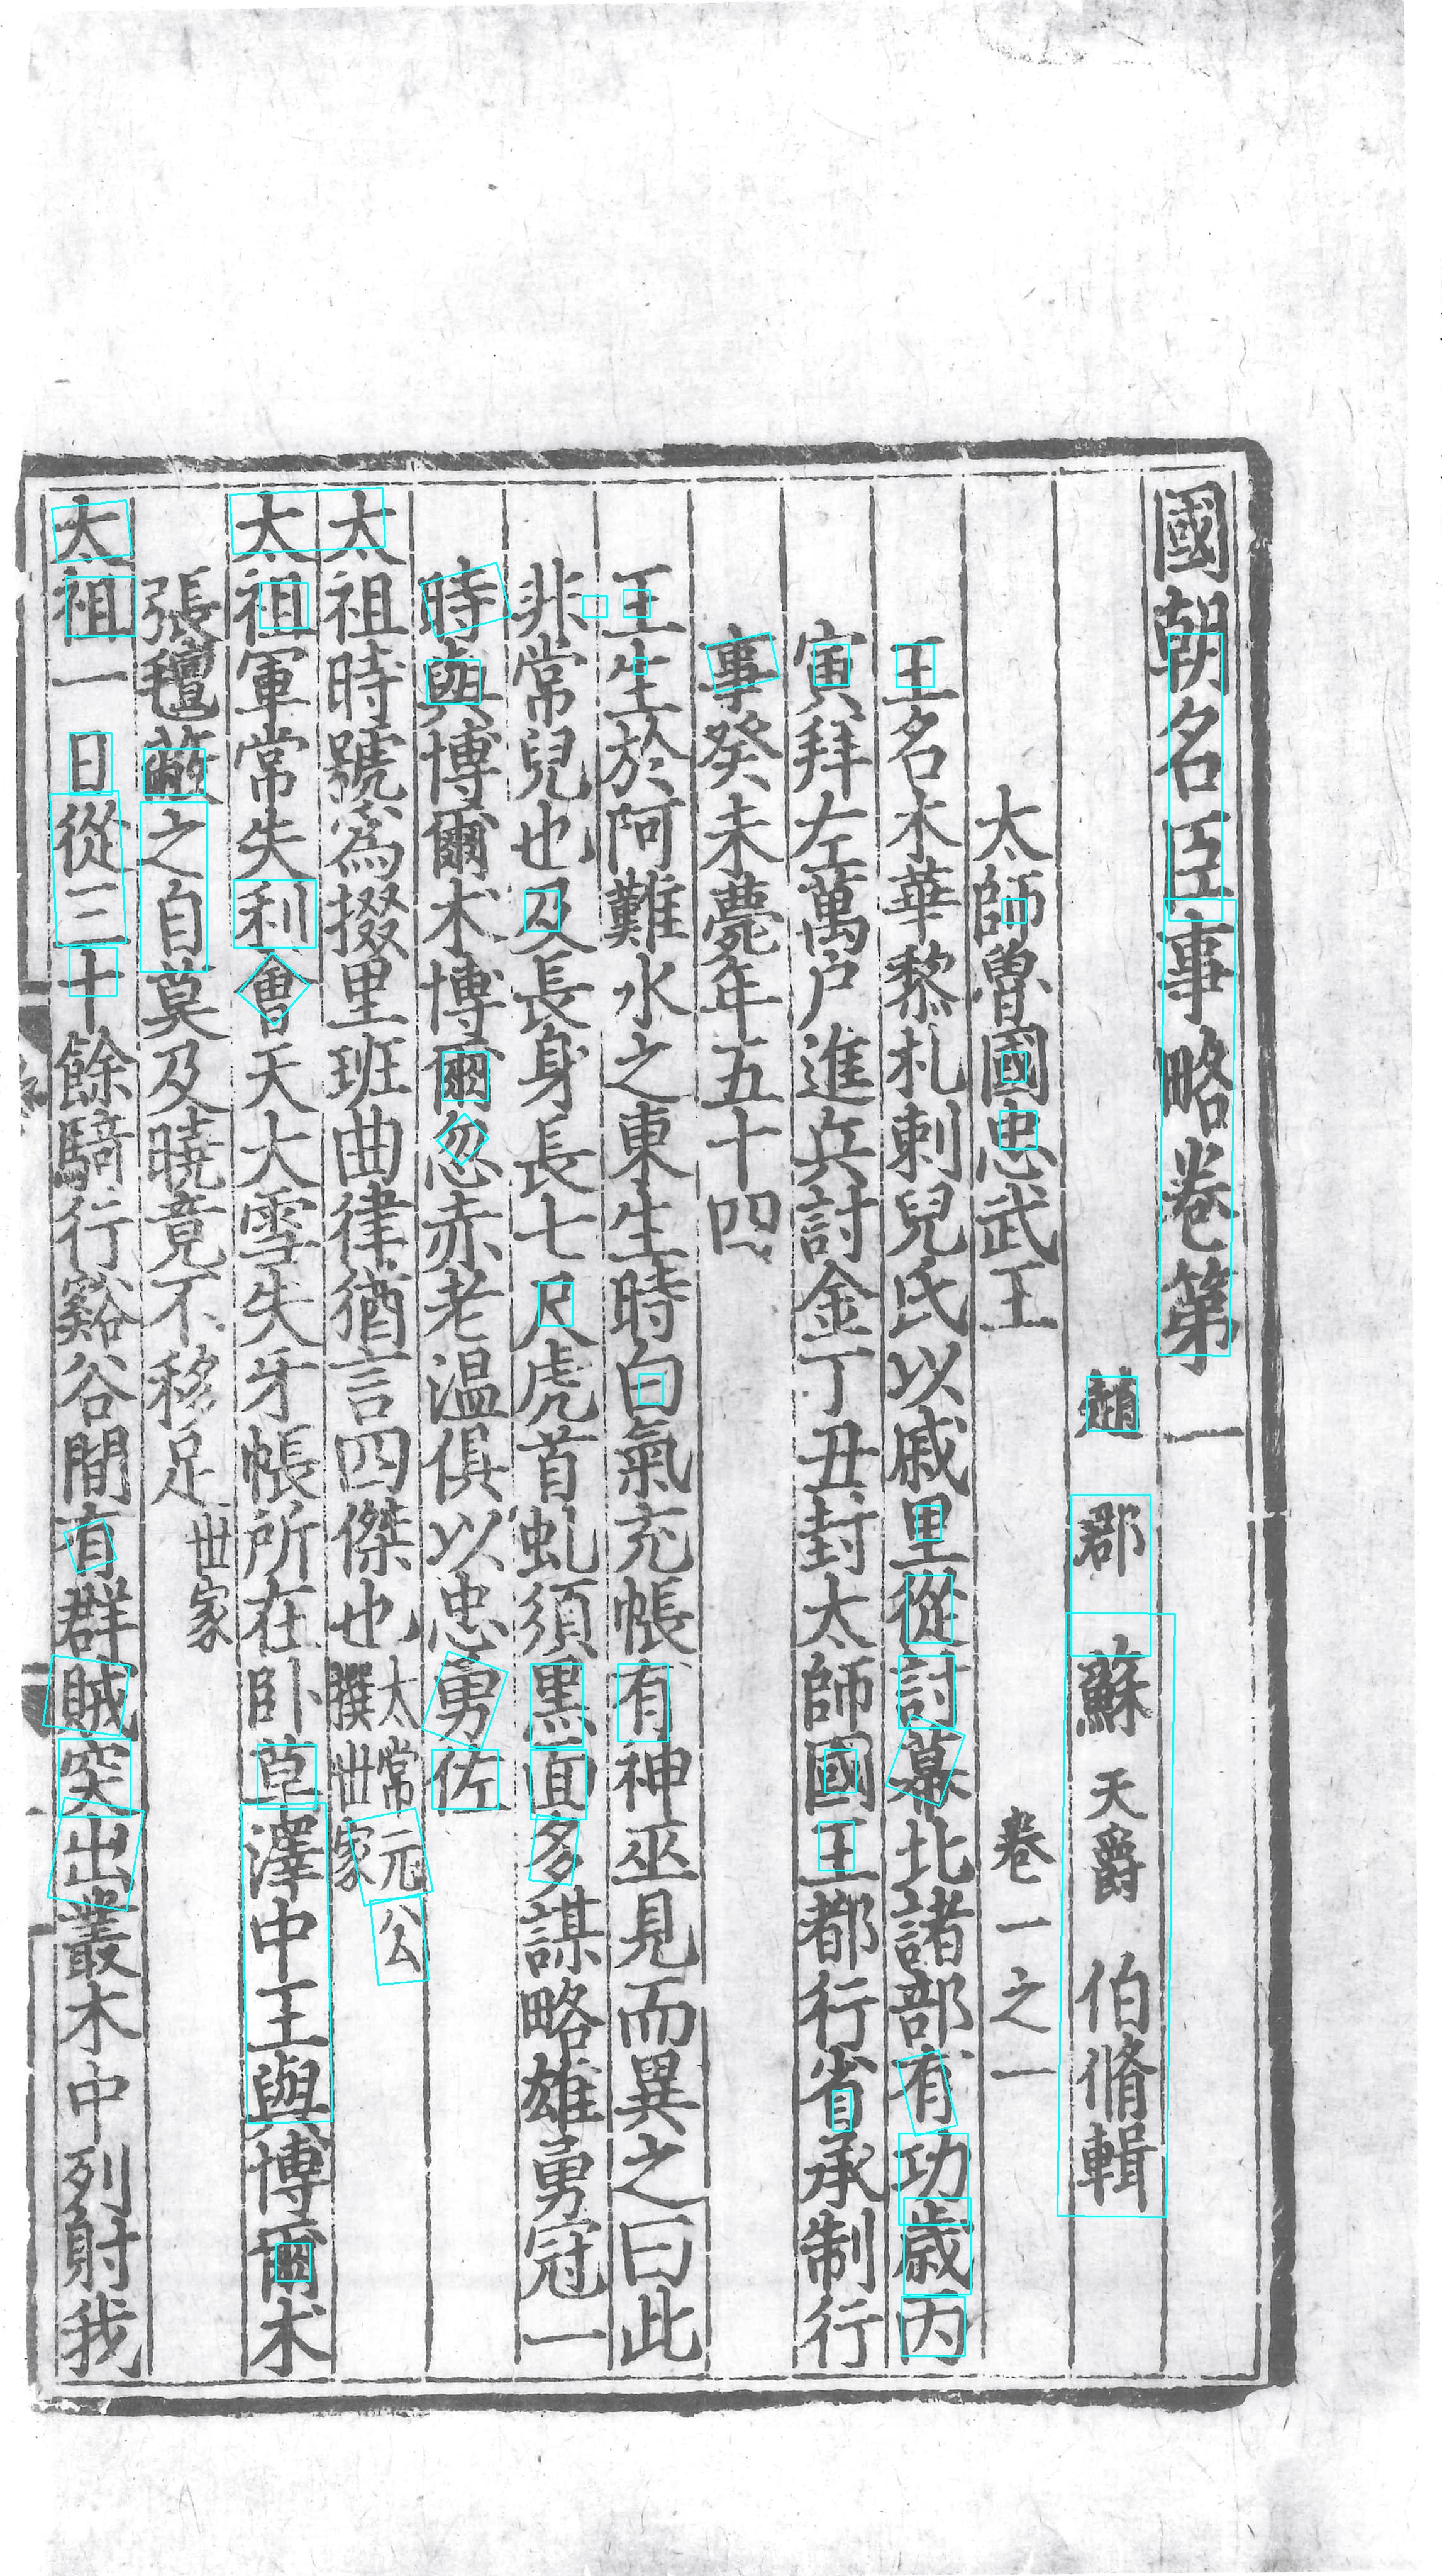 國朝名臣事略卷第一
趙郡蘇天爵伯脩輯
卷一之一
太師魯國忠武王
王名木華黎札剌兒氏以戚里從討幕北諸部有功歲丙
寅拜左萬戶進兵討金丁丑封太師國王都行省承制行
事癸未薨年五十四
王生於阿難水之東生時白氣充帳有神巫見而異之曰此
非常兒也及長身長七尺虎首虬須黑面多謀略雄勇冠一
時與博爾朮博爾忽赤老溫俱以忠勇佐
太祖時號為掇里班曲律猶言四傑也太常元公撰世家
太祖軍常失利會天大雪失牙帳所在卧草澤中王與博爾朮
張氊蔽之自莫及曉竟不移足世家
太祖一日從三十餘騎行谿谷間有群賊突出叢木中列射我